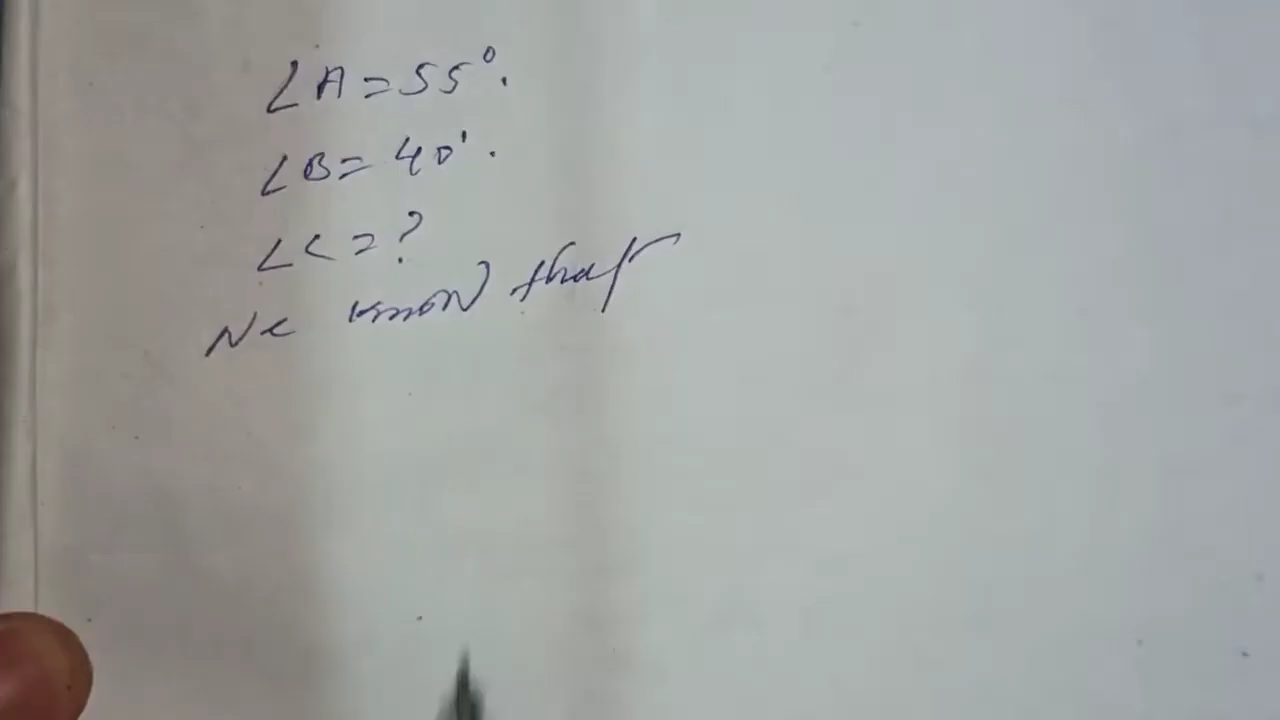 ∠A=55°.
∠B=40°.
∠C=?
We know that